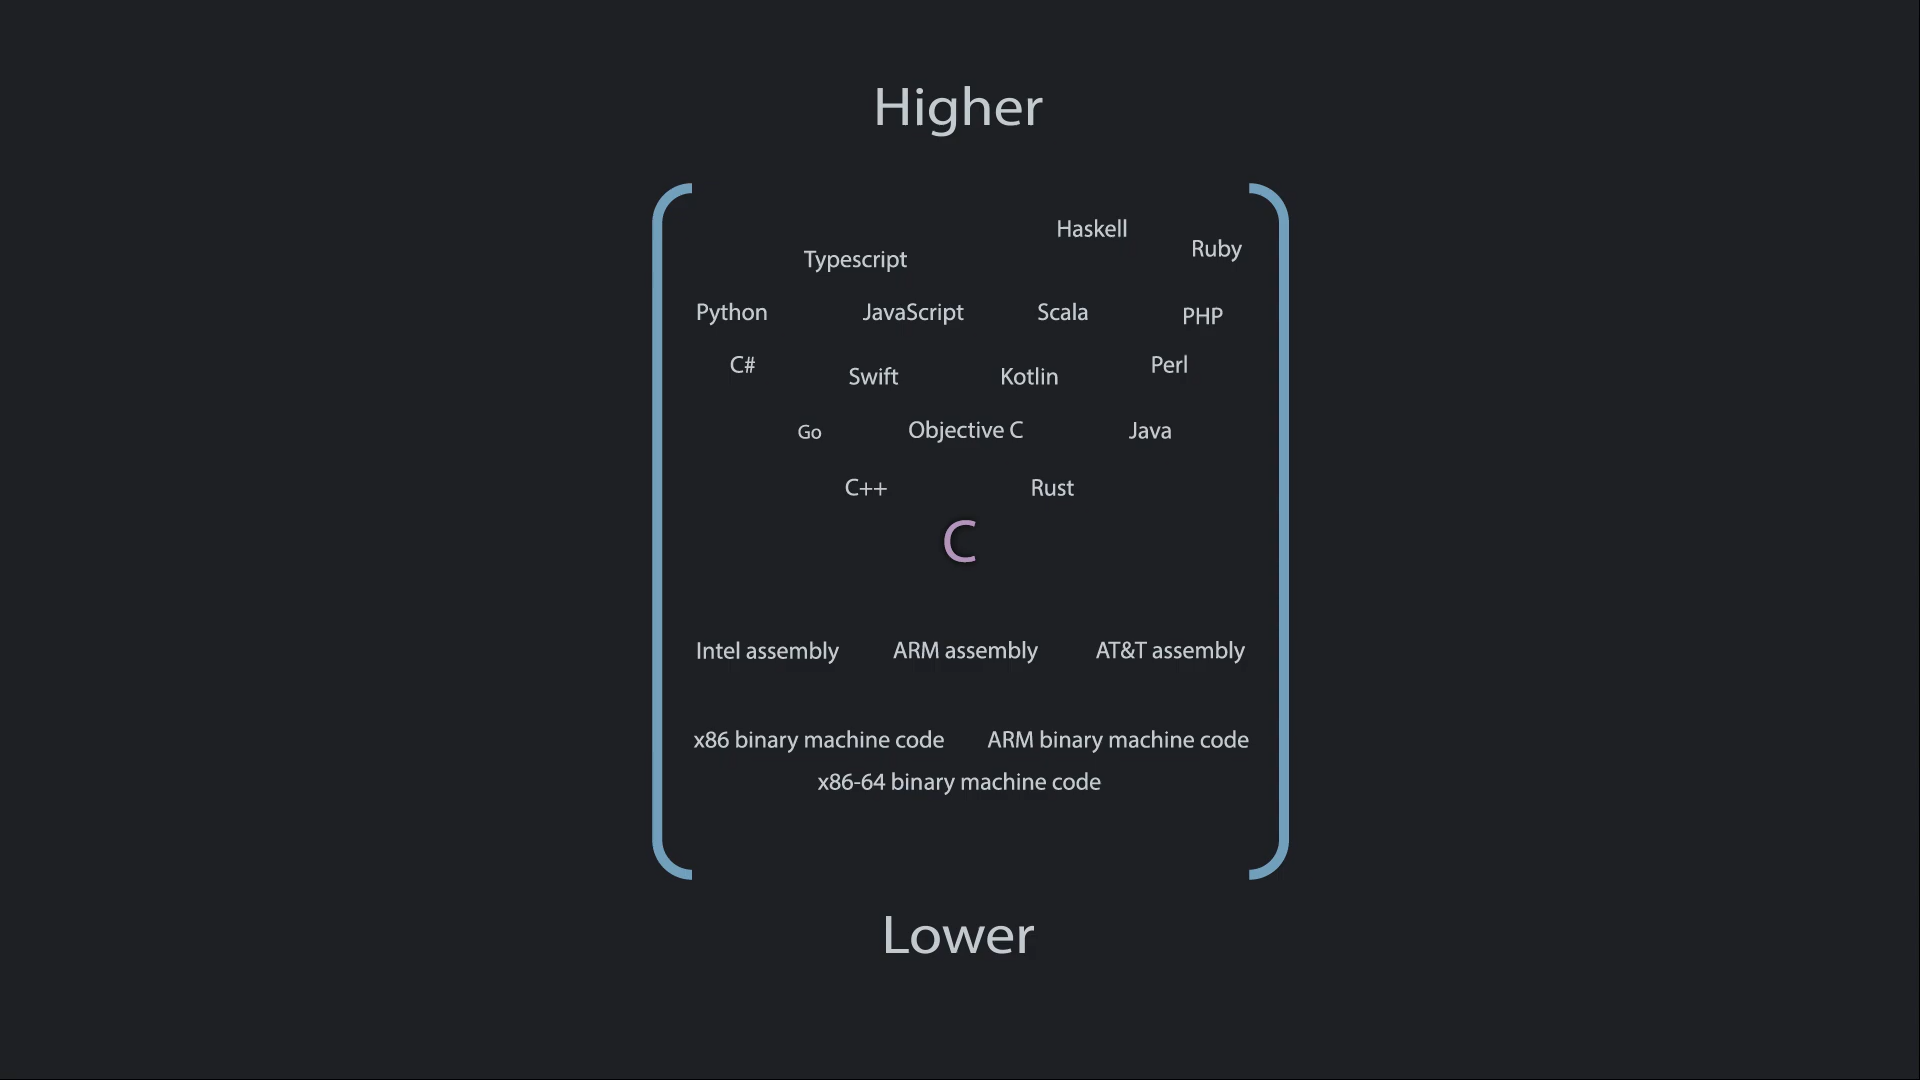 Higher
Haskell
Ruby
Typescript
Python JavaScript Scala PHP
C# Swift Kotlin Perl
Go Objective C Java
C++ Rust
C
Intel assembly ARM assembly AT&T assembly
x86 binary machine code ARM binary machine code
x86-64 binary machine code
Lower